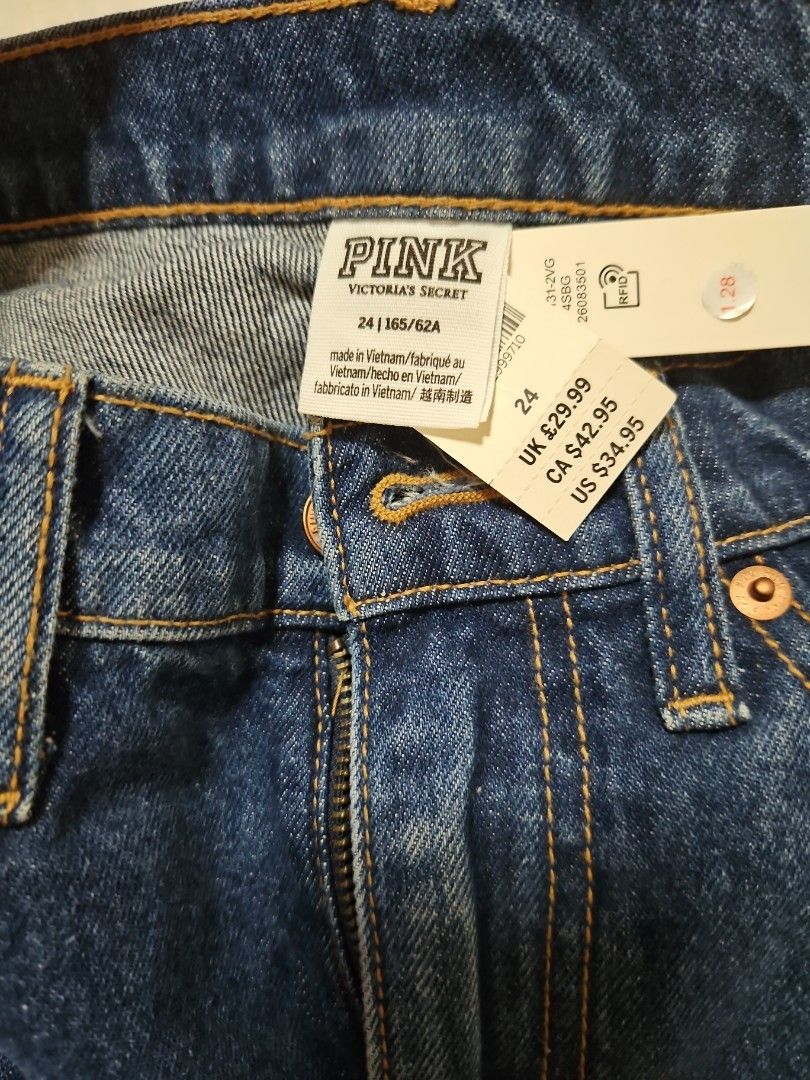 PINK
VICTORIA'S SECRET
24 | 165/62A
made in Vietnam/fabriqué au
Vietnam/hecho en Vietnam/
fabbricato in Vietnam/ 越南制造
31-2VG
4SBG
26083501
RFID
1.28
999710
24
UK £29.99
CA $42.95
US $34.95